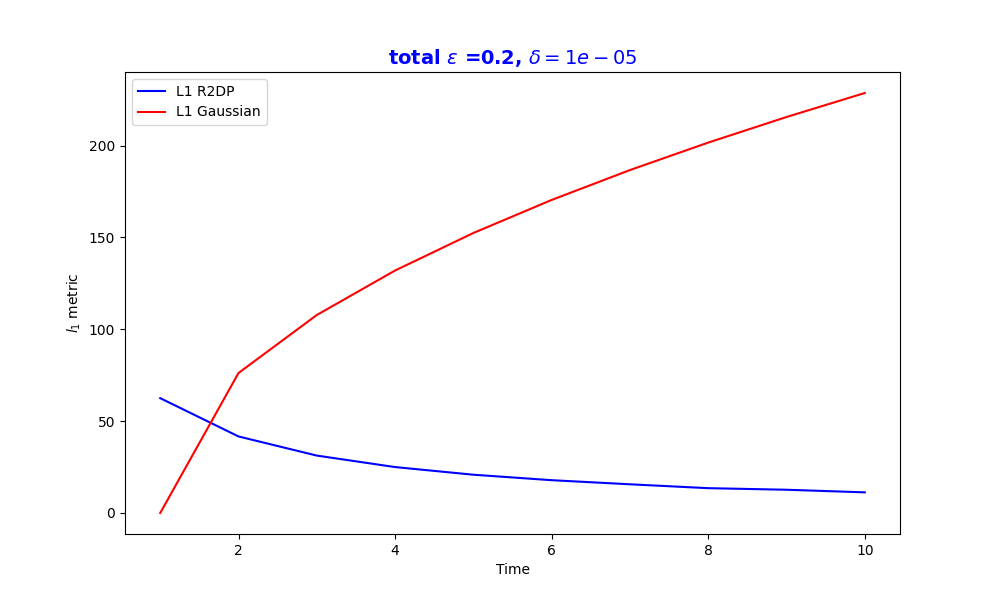 total ε =0.2, δ = 1e − 05
L1 R2DP
L1 Gaussian
200
150
100
50
0
l₁ metric
2 4 6 8 10
Time